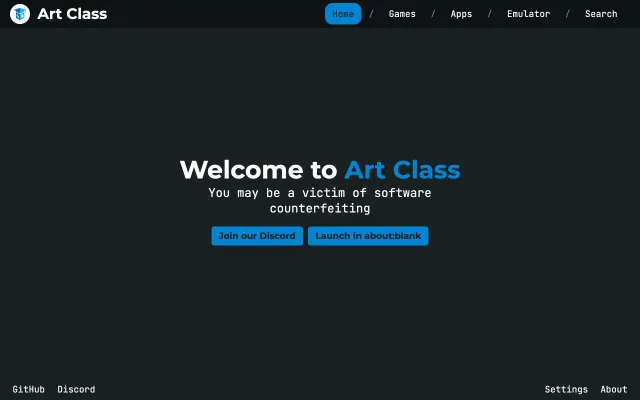 Art Class
Home / Games / Apps / Emulator / Search
Welcome to Art Class
You may be a victim of software
counterfeiting
Join our Discord Launch in about:blank
GitHub Discord Settings About